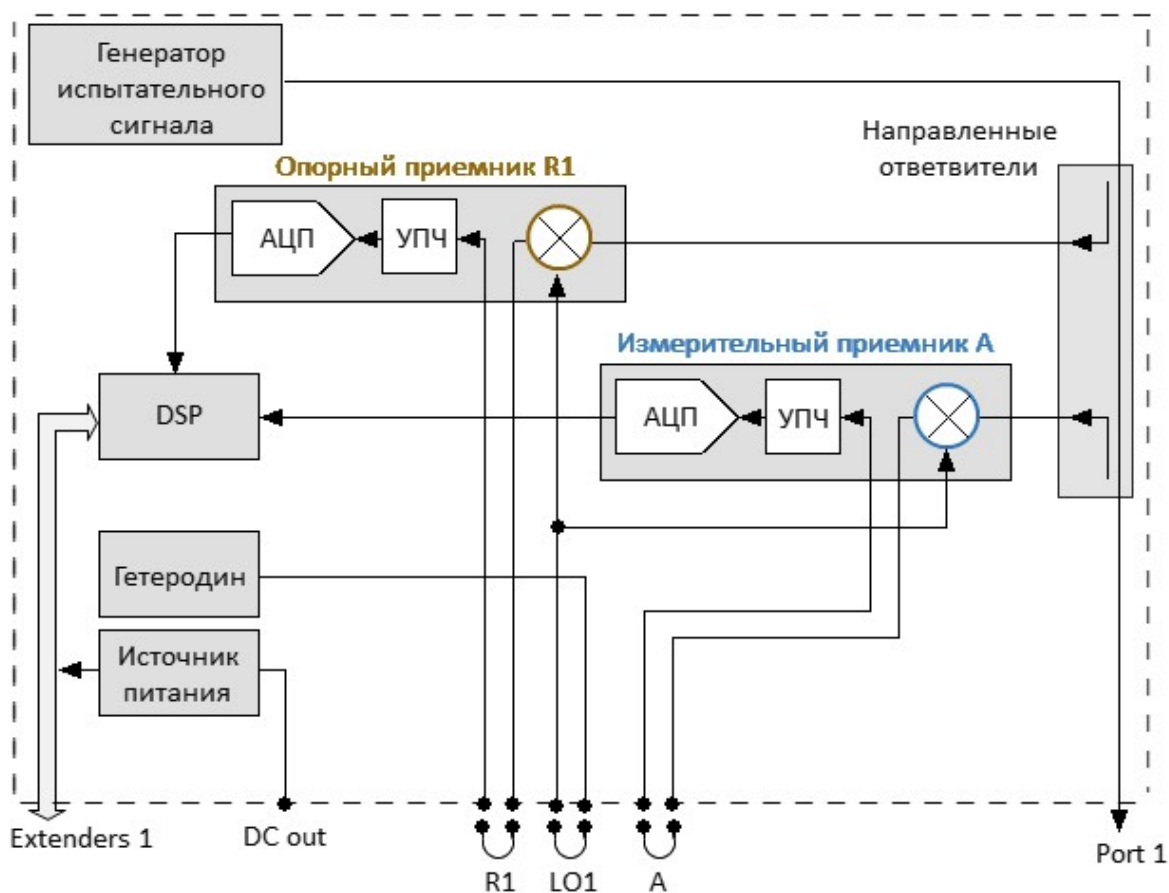 Генератор
испытательного
сигнала
Направленные
ответвители
Опорный приемник R1
АЦП
УПЧ
Измерительный приемник A
АЦП
УПЧ
DSP
Гетеродин
Источник
питания
Extenders 1
DC out
R1
LO1
A
Port 1